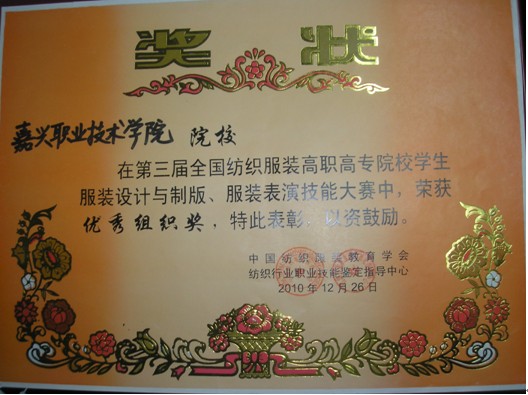 奖状
嘉兴职业技术学院 院校
在第三届全国纺织服装高职高专院校学生
服装设计与制版、服装表演技能大赛中，荣获
优秀组织奖，特此表彰，以资鼓励。
中国纺织服装教育学会
纺织行业职业技能鉴定指导中心
2010年12月26日